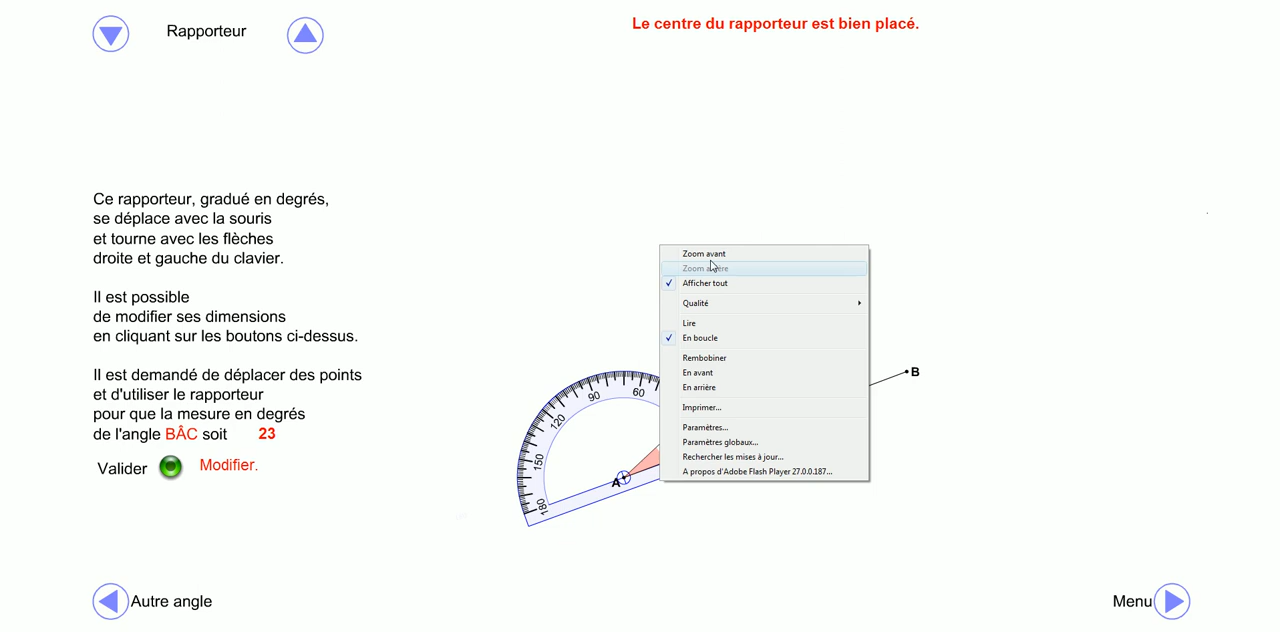 Rapporteur
Le centre du rapporteur est bien placé.
Ce rapporteur, gradué en degrés,
se déplace avec la souris
et tourne avec les flèches
droite et gauche du clavier.
Il est possible
de modifier ses dimensions
en cliquant sur les boutons ci-dessus.
Il est demandé de déplacer des points
et d'utiliser le rapporteur
pour que la mesure en degrés
de l'angle BÂC soit 23
Valider Modifier.
Zoom avant
Zoom arrière
Afficher tout
Qualité
Lire
En boucle
Rembobiner
En avant
En arrière
Imprimer...
Paramètres...
Paramètres globaux...
Rechercher les mises à jour...
A propos d'Adobe Flash Player 27.0.0.187...
60
90
120
150
180
A
B
Autre angle
Menu